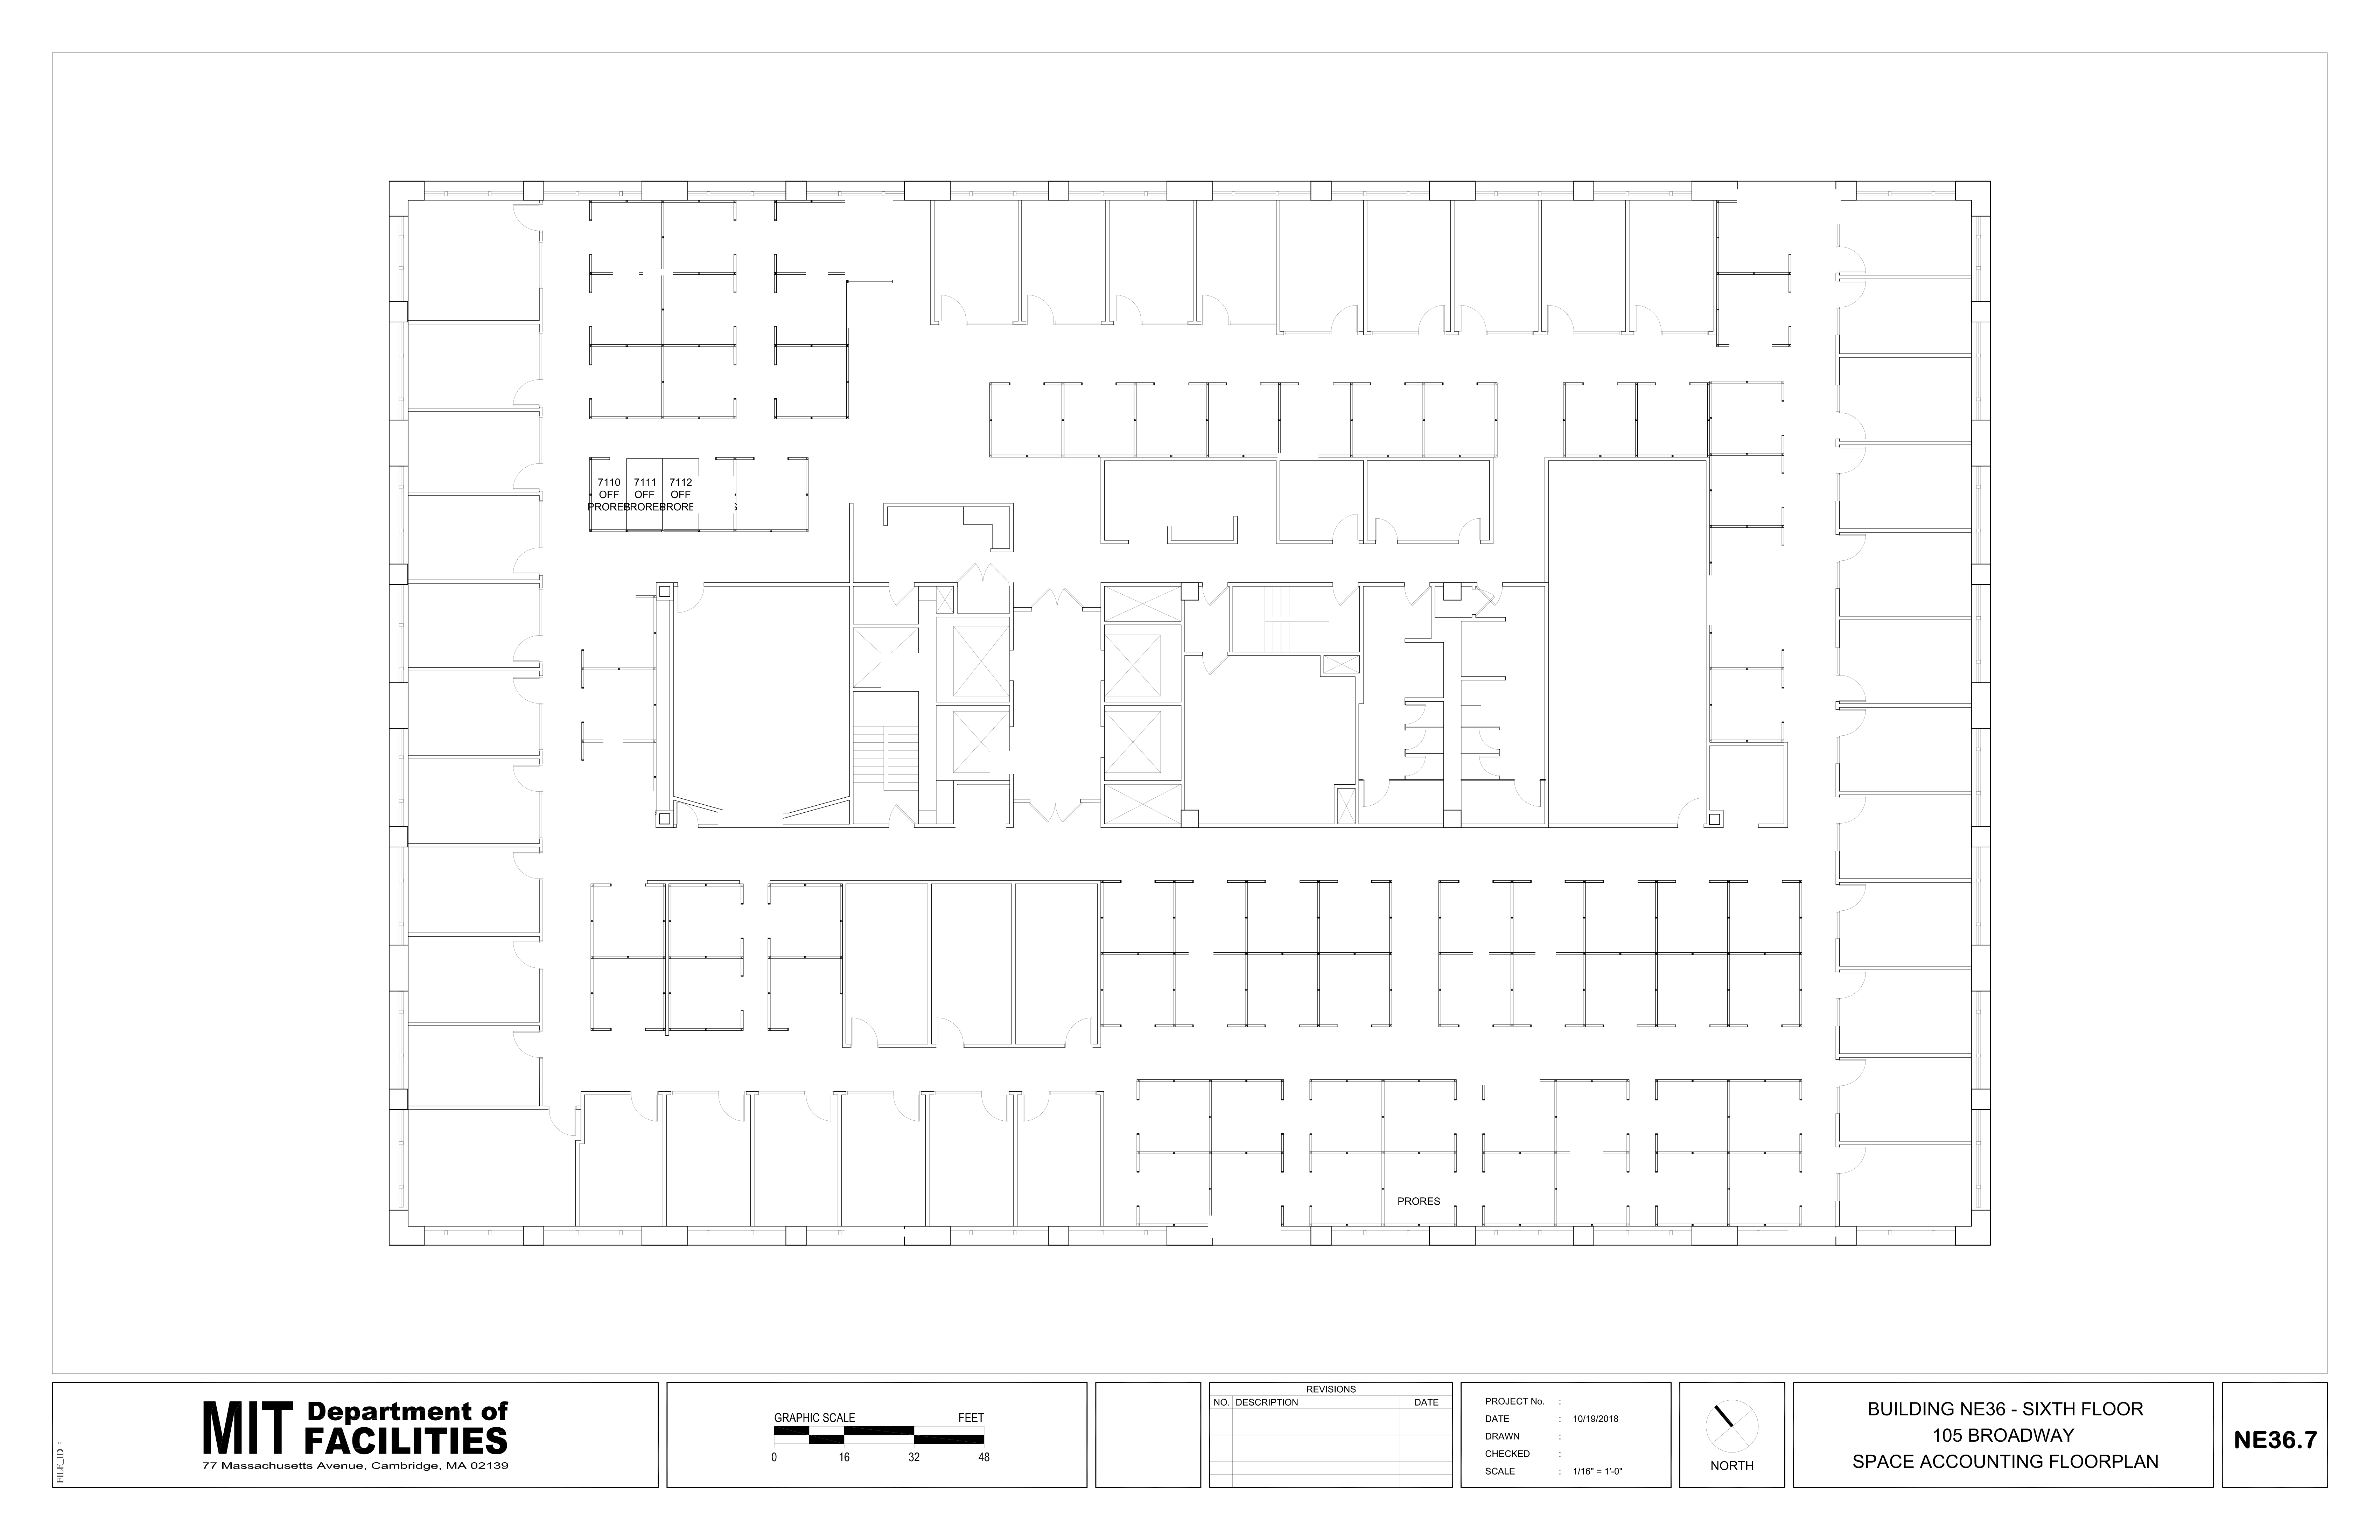 7110
OFF
PRORES
7111
OFF
7112
OFF
PRORES
MIT Department of
FACILITIES
77 Massachusetts Avenue, Cambridge, MA 02139
FILE_ID :
GRAPHIC SCALE FEET
0 16 32 48
REVISIONS
NO. DESCRIPTION DATE
PROJECT No. :
DATE : 10/19/2018
DRAWN :
CHECKED :
SCALE : 1/16" = 1'-0"
NORTH
BUILDING NE36 - SIXTH FLOOR
105 BROADWAY
SPACE ACCOUNTING FLOORPLAN
NE36.7